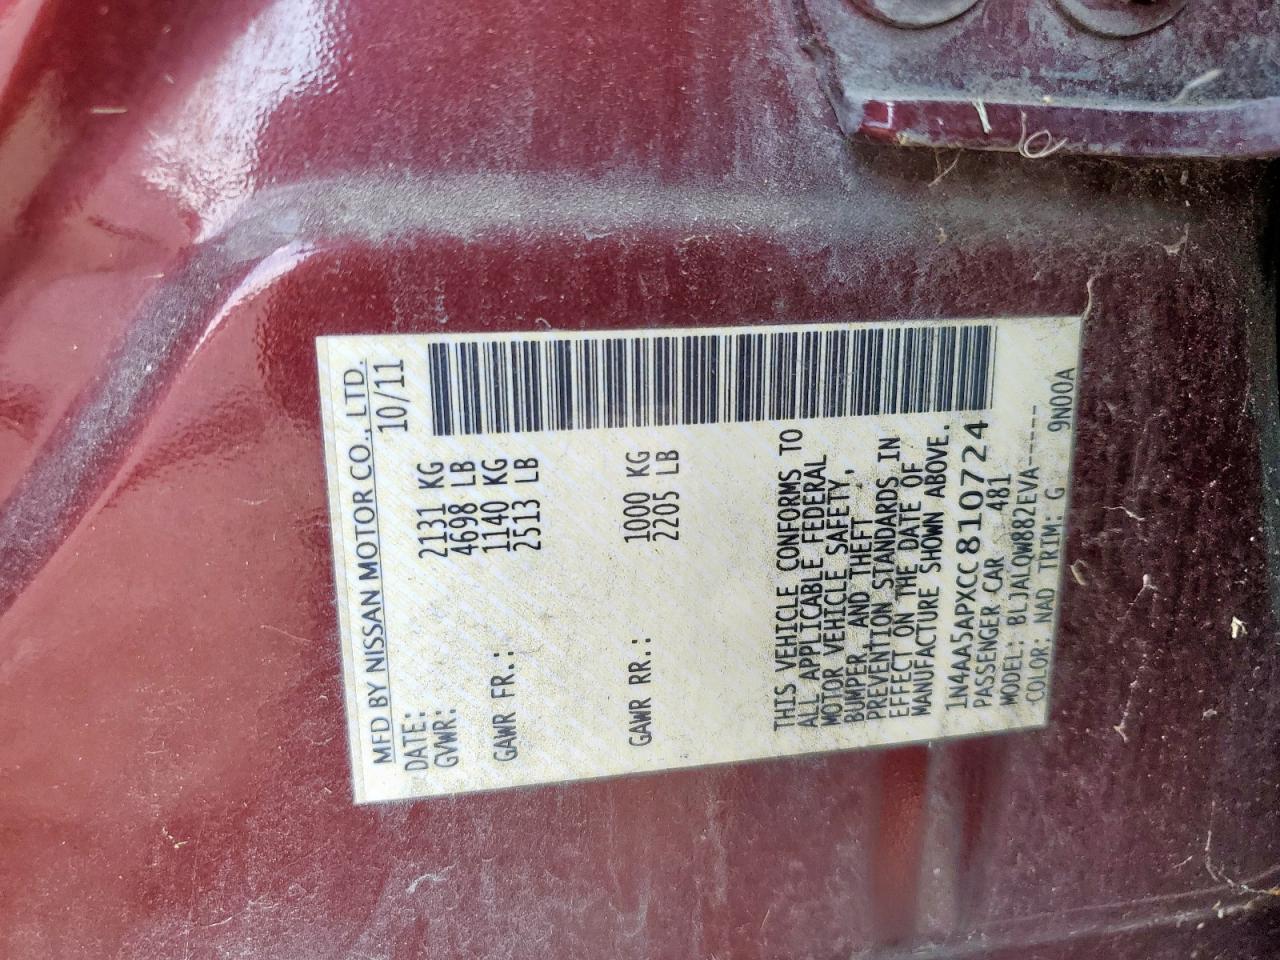 MFD BY NISSAN MOTOR CO., LTD.
DATE: 10/11
GVWR: 2131 KG
4698 LB
GAWR FR.: 1140 KG
2513 LB
GAWR RR.: 1000 KG
2205 LB
THIS VEHICLE CONFORMS TO
ALL APPLICABLE FEDERAL
MOTOR VEHICLE SAFETY,
BUMPER, AND THEFT
PREVENTION STANDARDS IN
EFFECT ON THE DATE OF
MANUFACTURE SHOWN ABOVE.
1N4AA5APXCC810724
PASSENGER CAR 481
MODEL: BLJALQW882EVA-----
COLOR: NAD TRIM: G 9N00A